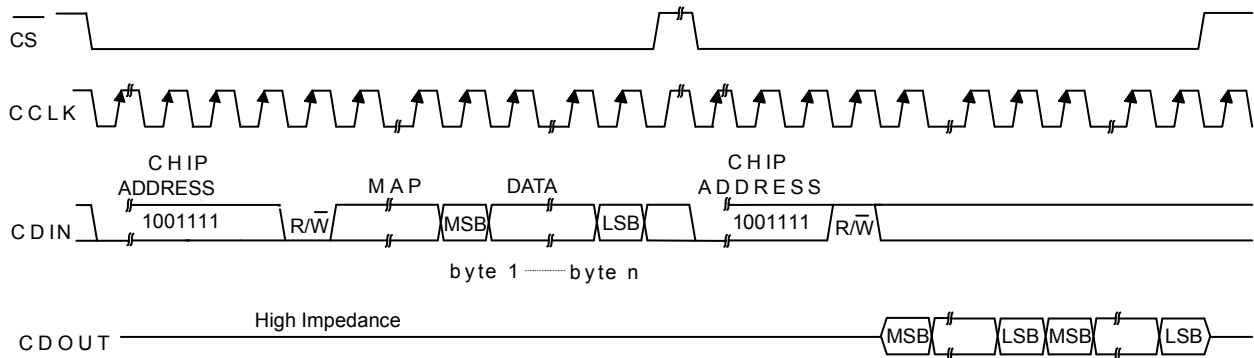 C̅S̅
CCLK
CHIP ADDRESS
MAP
DATA
CHIP ADDRESS
CDIN
1001111
R/W̅
MSB
LSB
1001111
R/W̅
byte 1 byte n
High Impedance
CDOUT
MSB
LSB
MSB
LSB